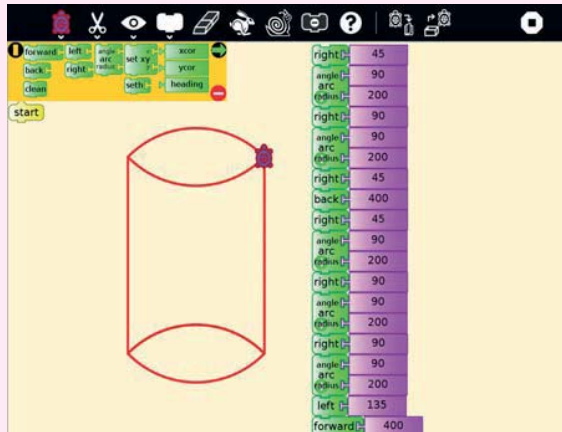 forward left angle arc radius set xy x y xcor ycor
back right seth heading
clean
start
right 45
angle 90
arc
radius 200
right 90
angle 90
arc
radius 200
right 45
back 400
right 45
angle 90
arc
radius 200
right 90
angle 90
arc
radius 200
right 90
angle 90
arc
radius 200
left 135
forward 400